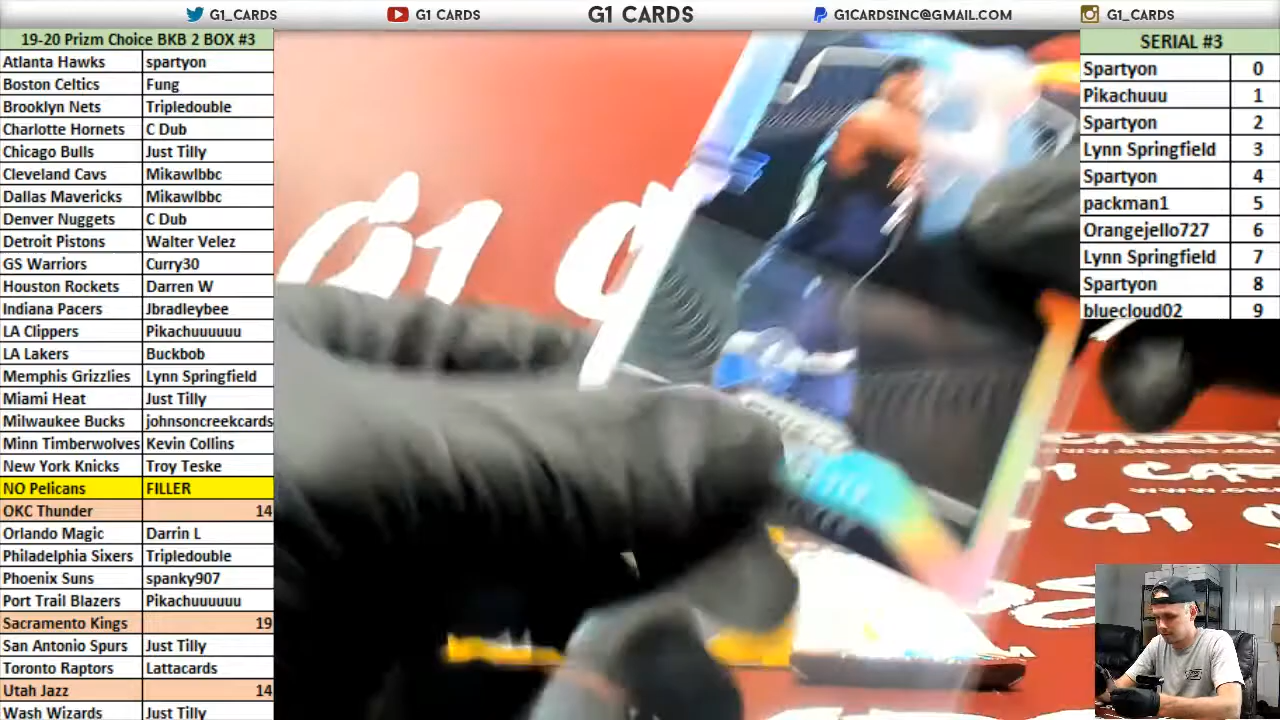 G1_CARDS
G1 CARDS
G1 CARDS
G1CARDSINC@GMAIL.COM
G1_CARDS
19-20 Prizm Choice BKB 2 BOX #3
Atlanta Hawks spartyon
Boston Celtics Fung
Brooklyn Nets Tripledouble
Charlotte Hornets C Dub
Chicago Bulls Just Tilly
Cleveland Cavs Mikawlbbc
Dallas Mavericks Mikawlbbc
Denver Nuggets C Dub
Detroit Pistons Walter Velez
GS Warriors Curry30
Houston Rockets Darren W
Indiana Pacers Jbradleybee
LA Clippers Pikachuuuuu
LA Lakers Buckbob
Memphis Grizzlies Lynn Springfield
Miami Heat Just Tilly
Milwaukee Bucks johnsoncreekcards
Minn Timberwolves Kevin Collins
New York Knicks Troy Teske
NO Pelicans FILLER
OKC Thunder 14
Orlando Magic Darrin L
Philadelphia Sixers Tripledouble
Phoenix Suns spanky907
Port Trail Blazers Pikachuuuuuu
Sacramento Kings 19
San Antonio Spurs Just Tilly
Toronto Raptors Lattacards
Utah Jazz 14
Wash Wizards Just Tilly
SERIAL #3
Spartyon 0
Pikachuuu 1
Spartyon 2
Lynn Springfield 3
Spartyon 4
packman1 5
Orangejello727 6
Lynn Springfield 7
Spartyon 8
bluecloud02 9
G1